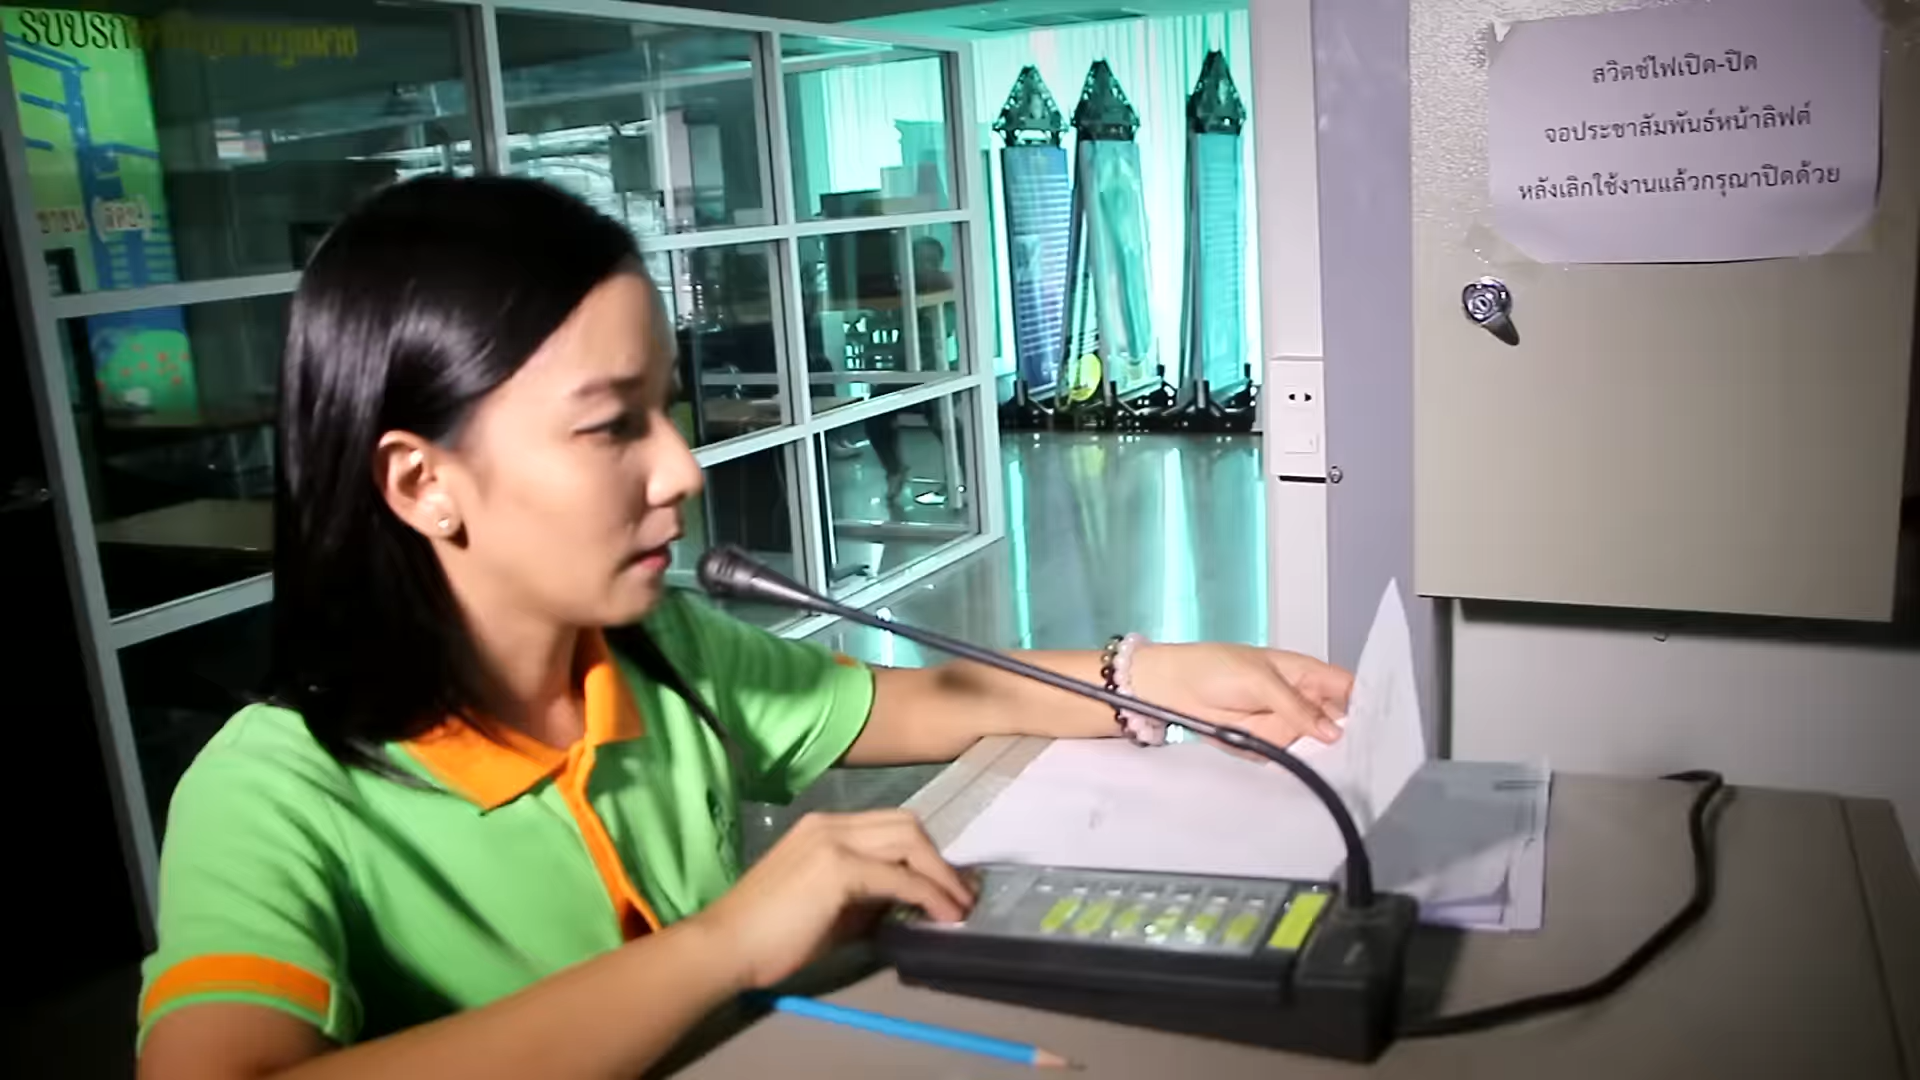 สวิตช์ไฟเปิด-ปิด
จอประชาสัมพันธ์หน้าลิฟต์
หลังเลิกใช้งานแล้วกรุณาปิดด้วย